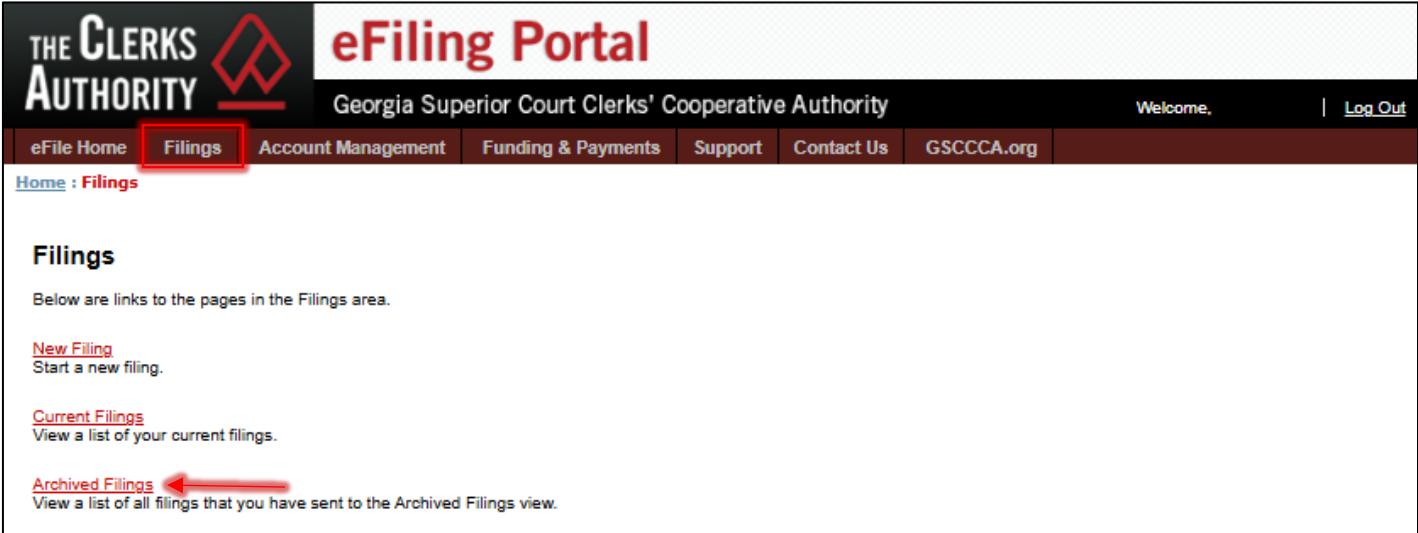 THE CLERKS
AUTHORITY
eFiling Portal
Georgia Superior Court Clerks' Cooperative Authority
Welcome, | Log Out
eFile Home Filings Account Management Funding & Payments Support Contact Us GSCCCA.org
Home : Filings
Filings
Below are links to the pages in the Filings area.
New Filing
Start a new filing.
Current Filings
View a list of your current filings.
Archived Filings
View a list of all filings that you have sent to the Archived Filings view.